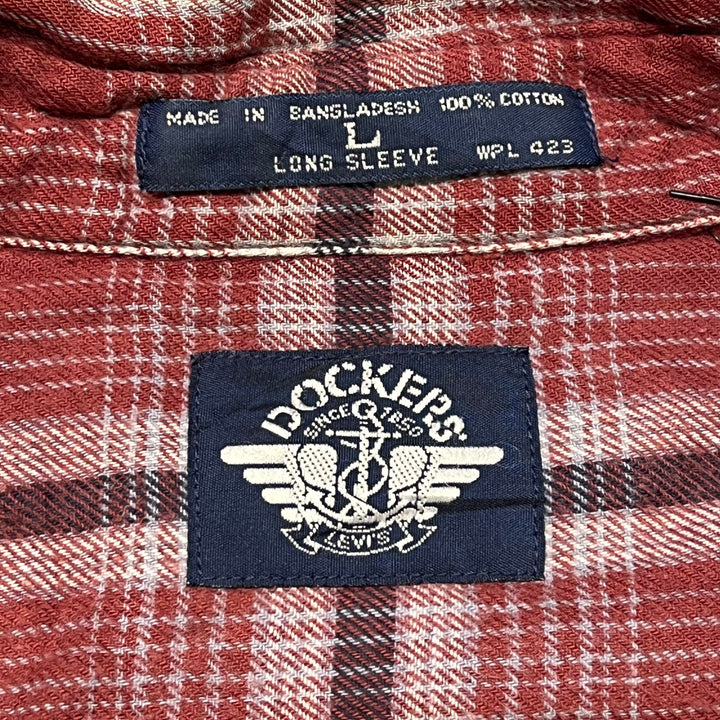 MADE IN BANGLADESH 100% COTTON
L
LONG SLEEVE WPL 423
DOCKERS
SINCE 1850
LEVI'S